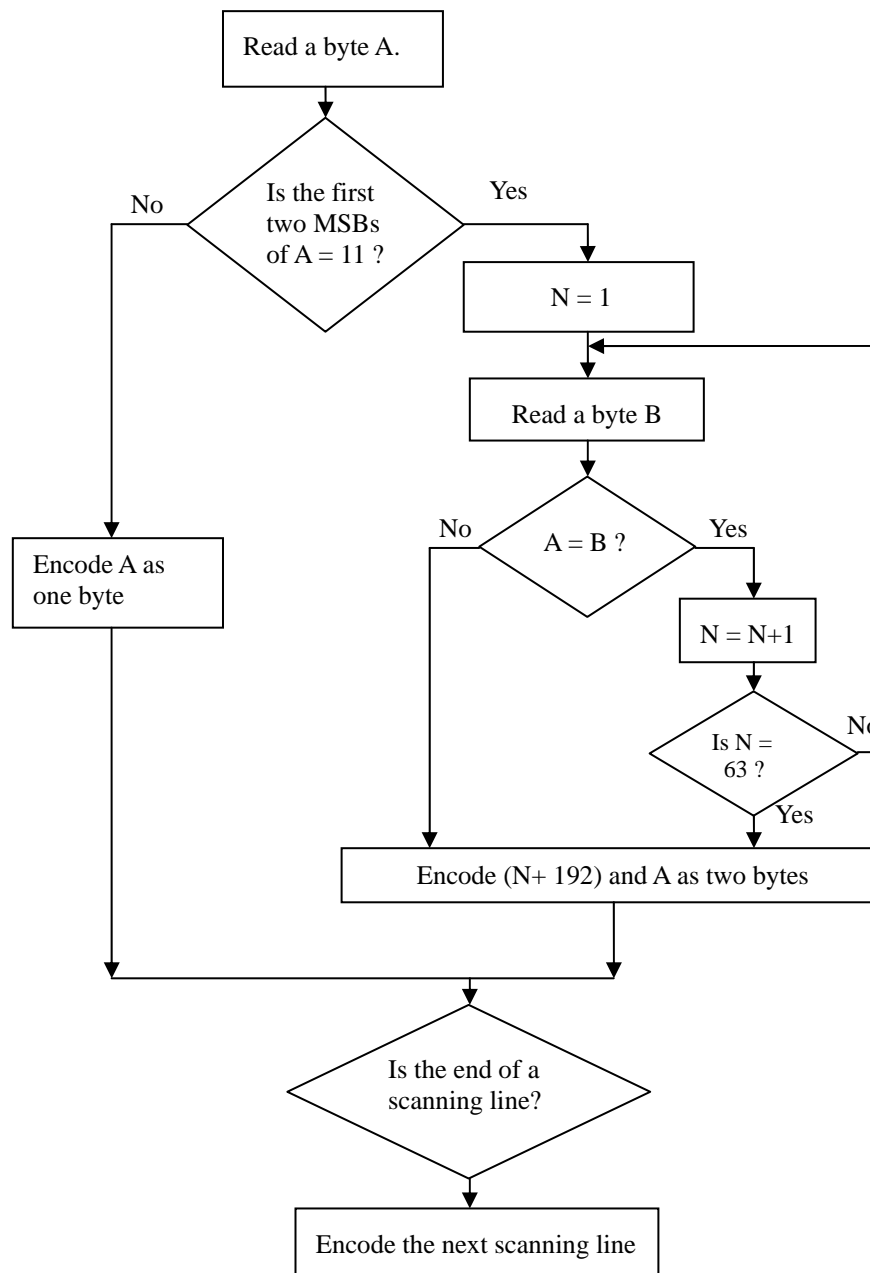 Read a byte A.
Is the first
two MSBs
of A = 11 ?
No
Yes
N = 1
Read a byte B
A = B ?
No
Yes
Encode A as
one byte
N = N+1
Is N =
63 ?
No
Yes
Encode (N+ 192) and A as two bytes
Is the end of a
scanning line?
Encode the next scanning line